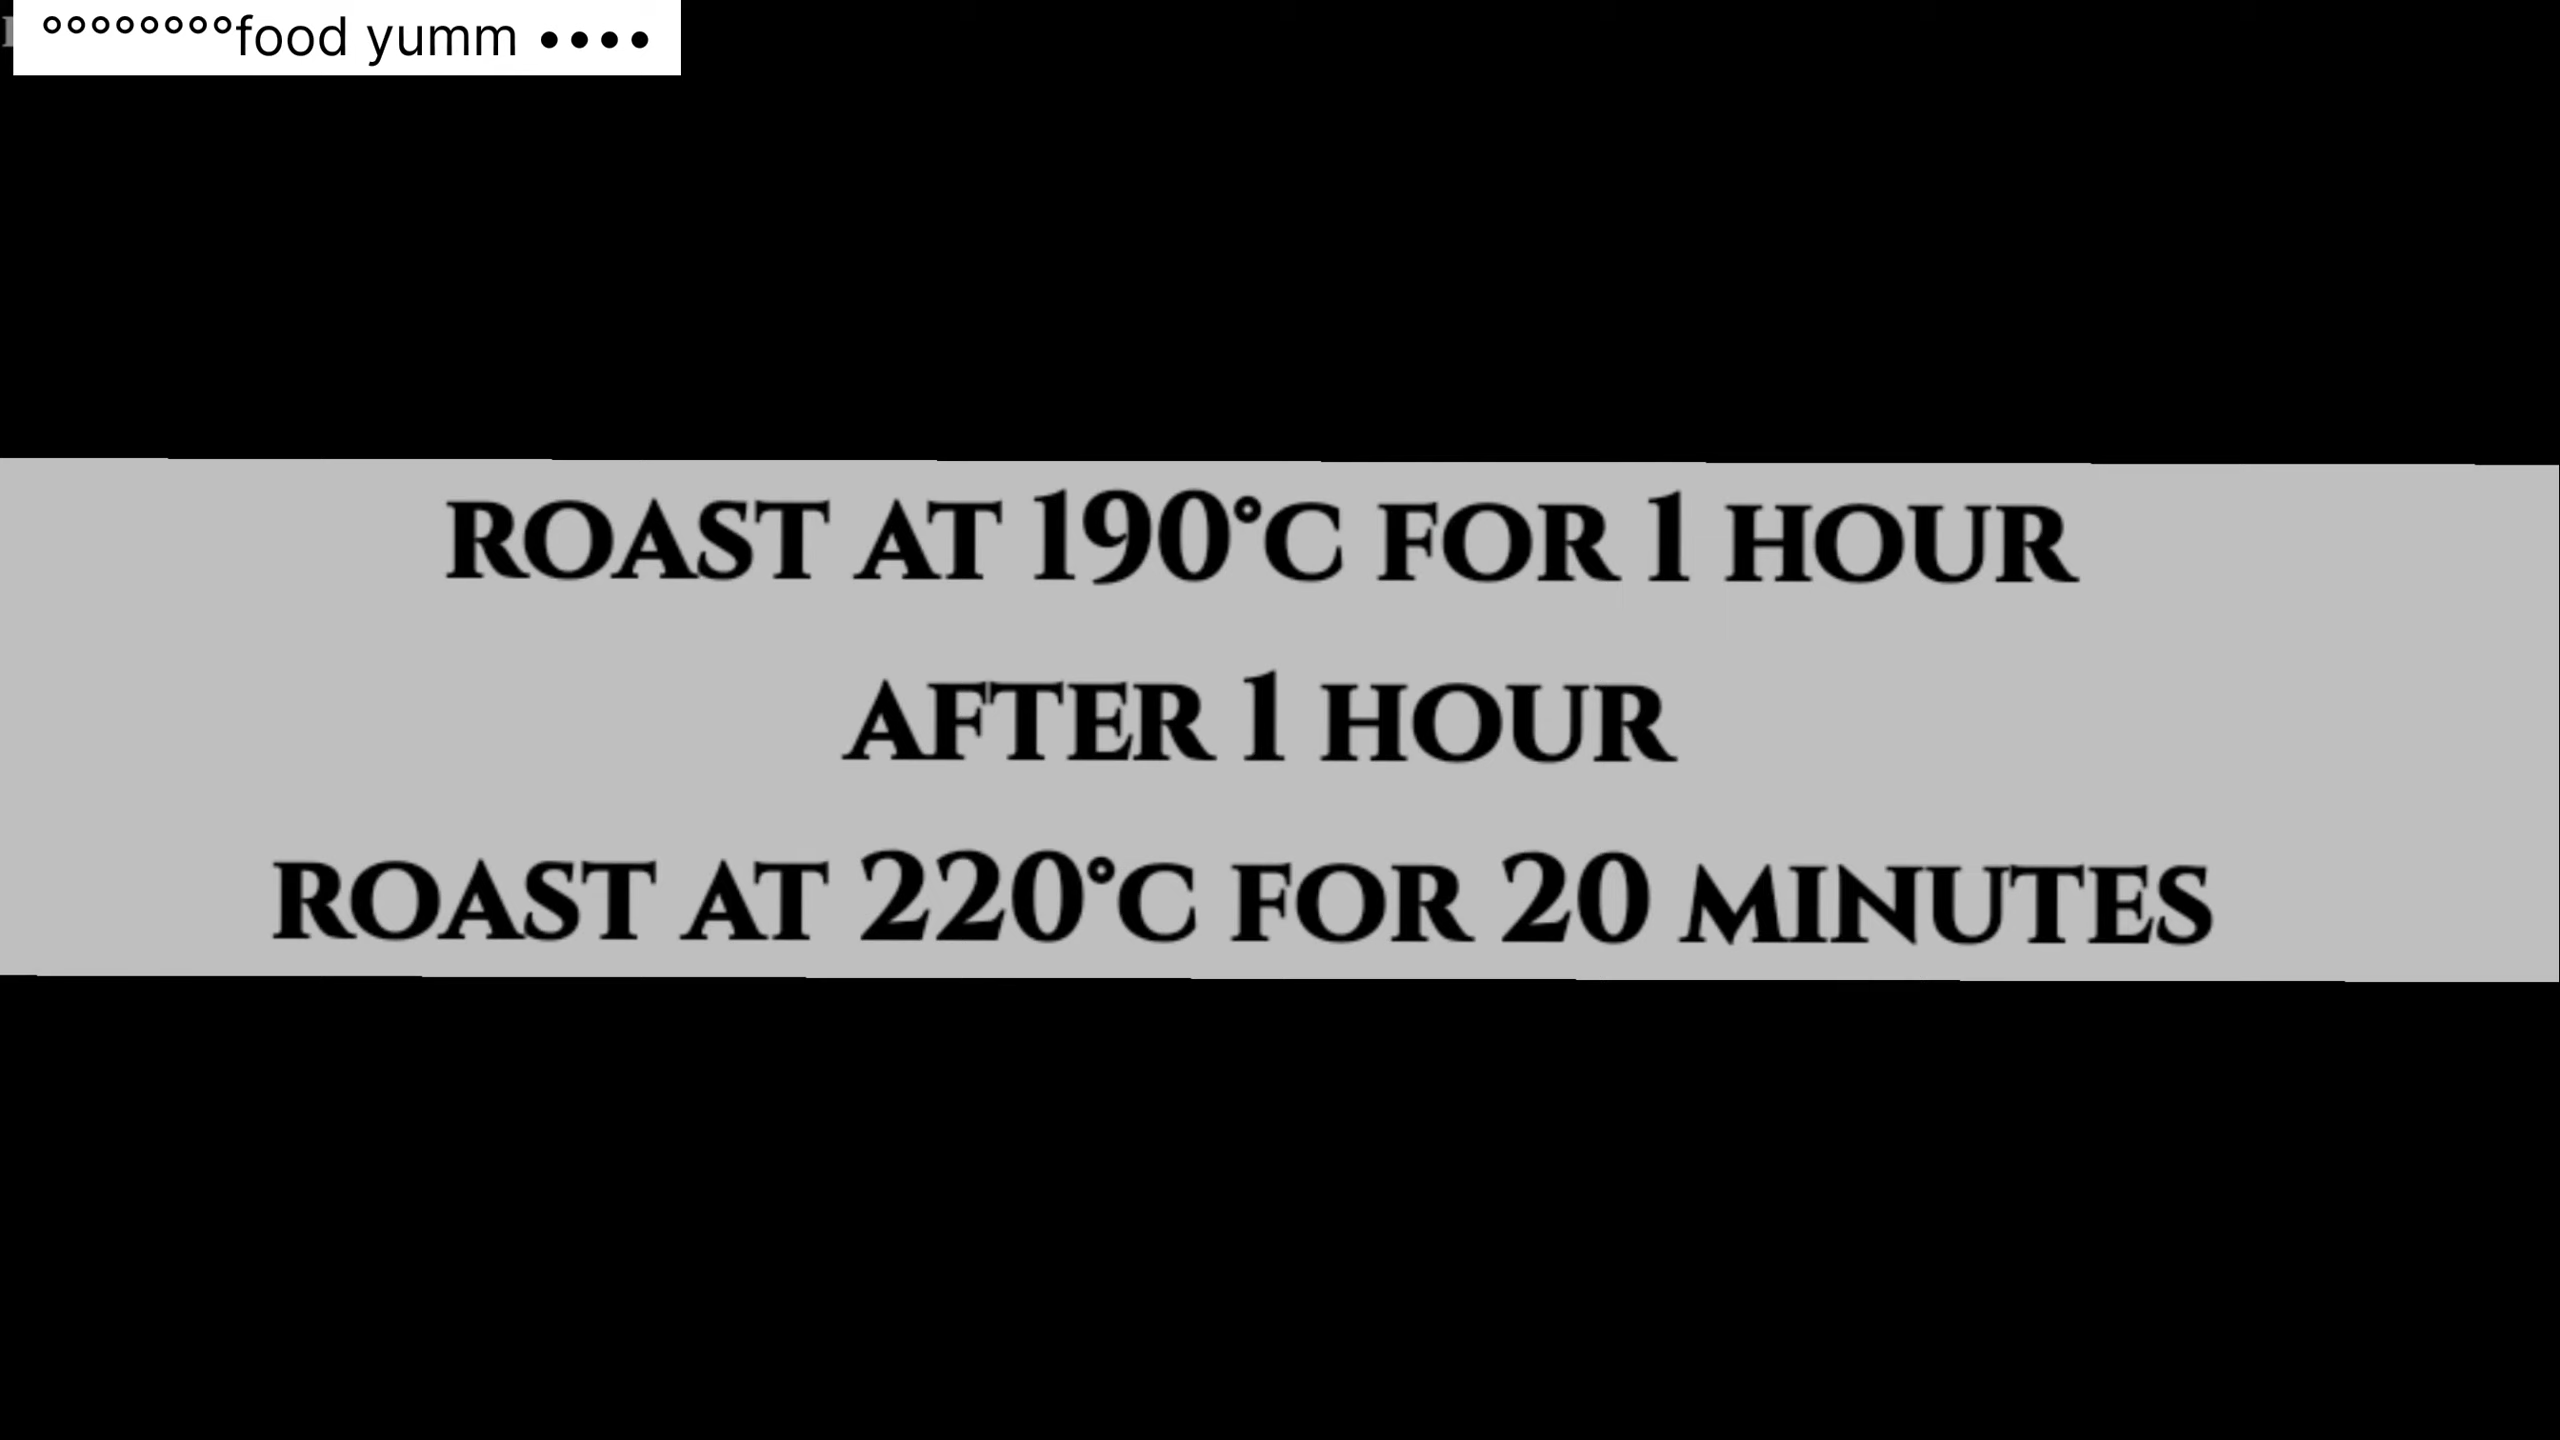 °°°°°°°°food yumm ••••
ROAST AT 190°C FOR 1 HOUR
AFTER 1 HOUR
ROAST AT 220°C FOR 20 MINUTES